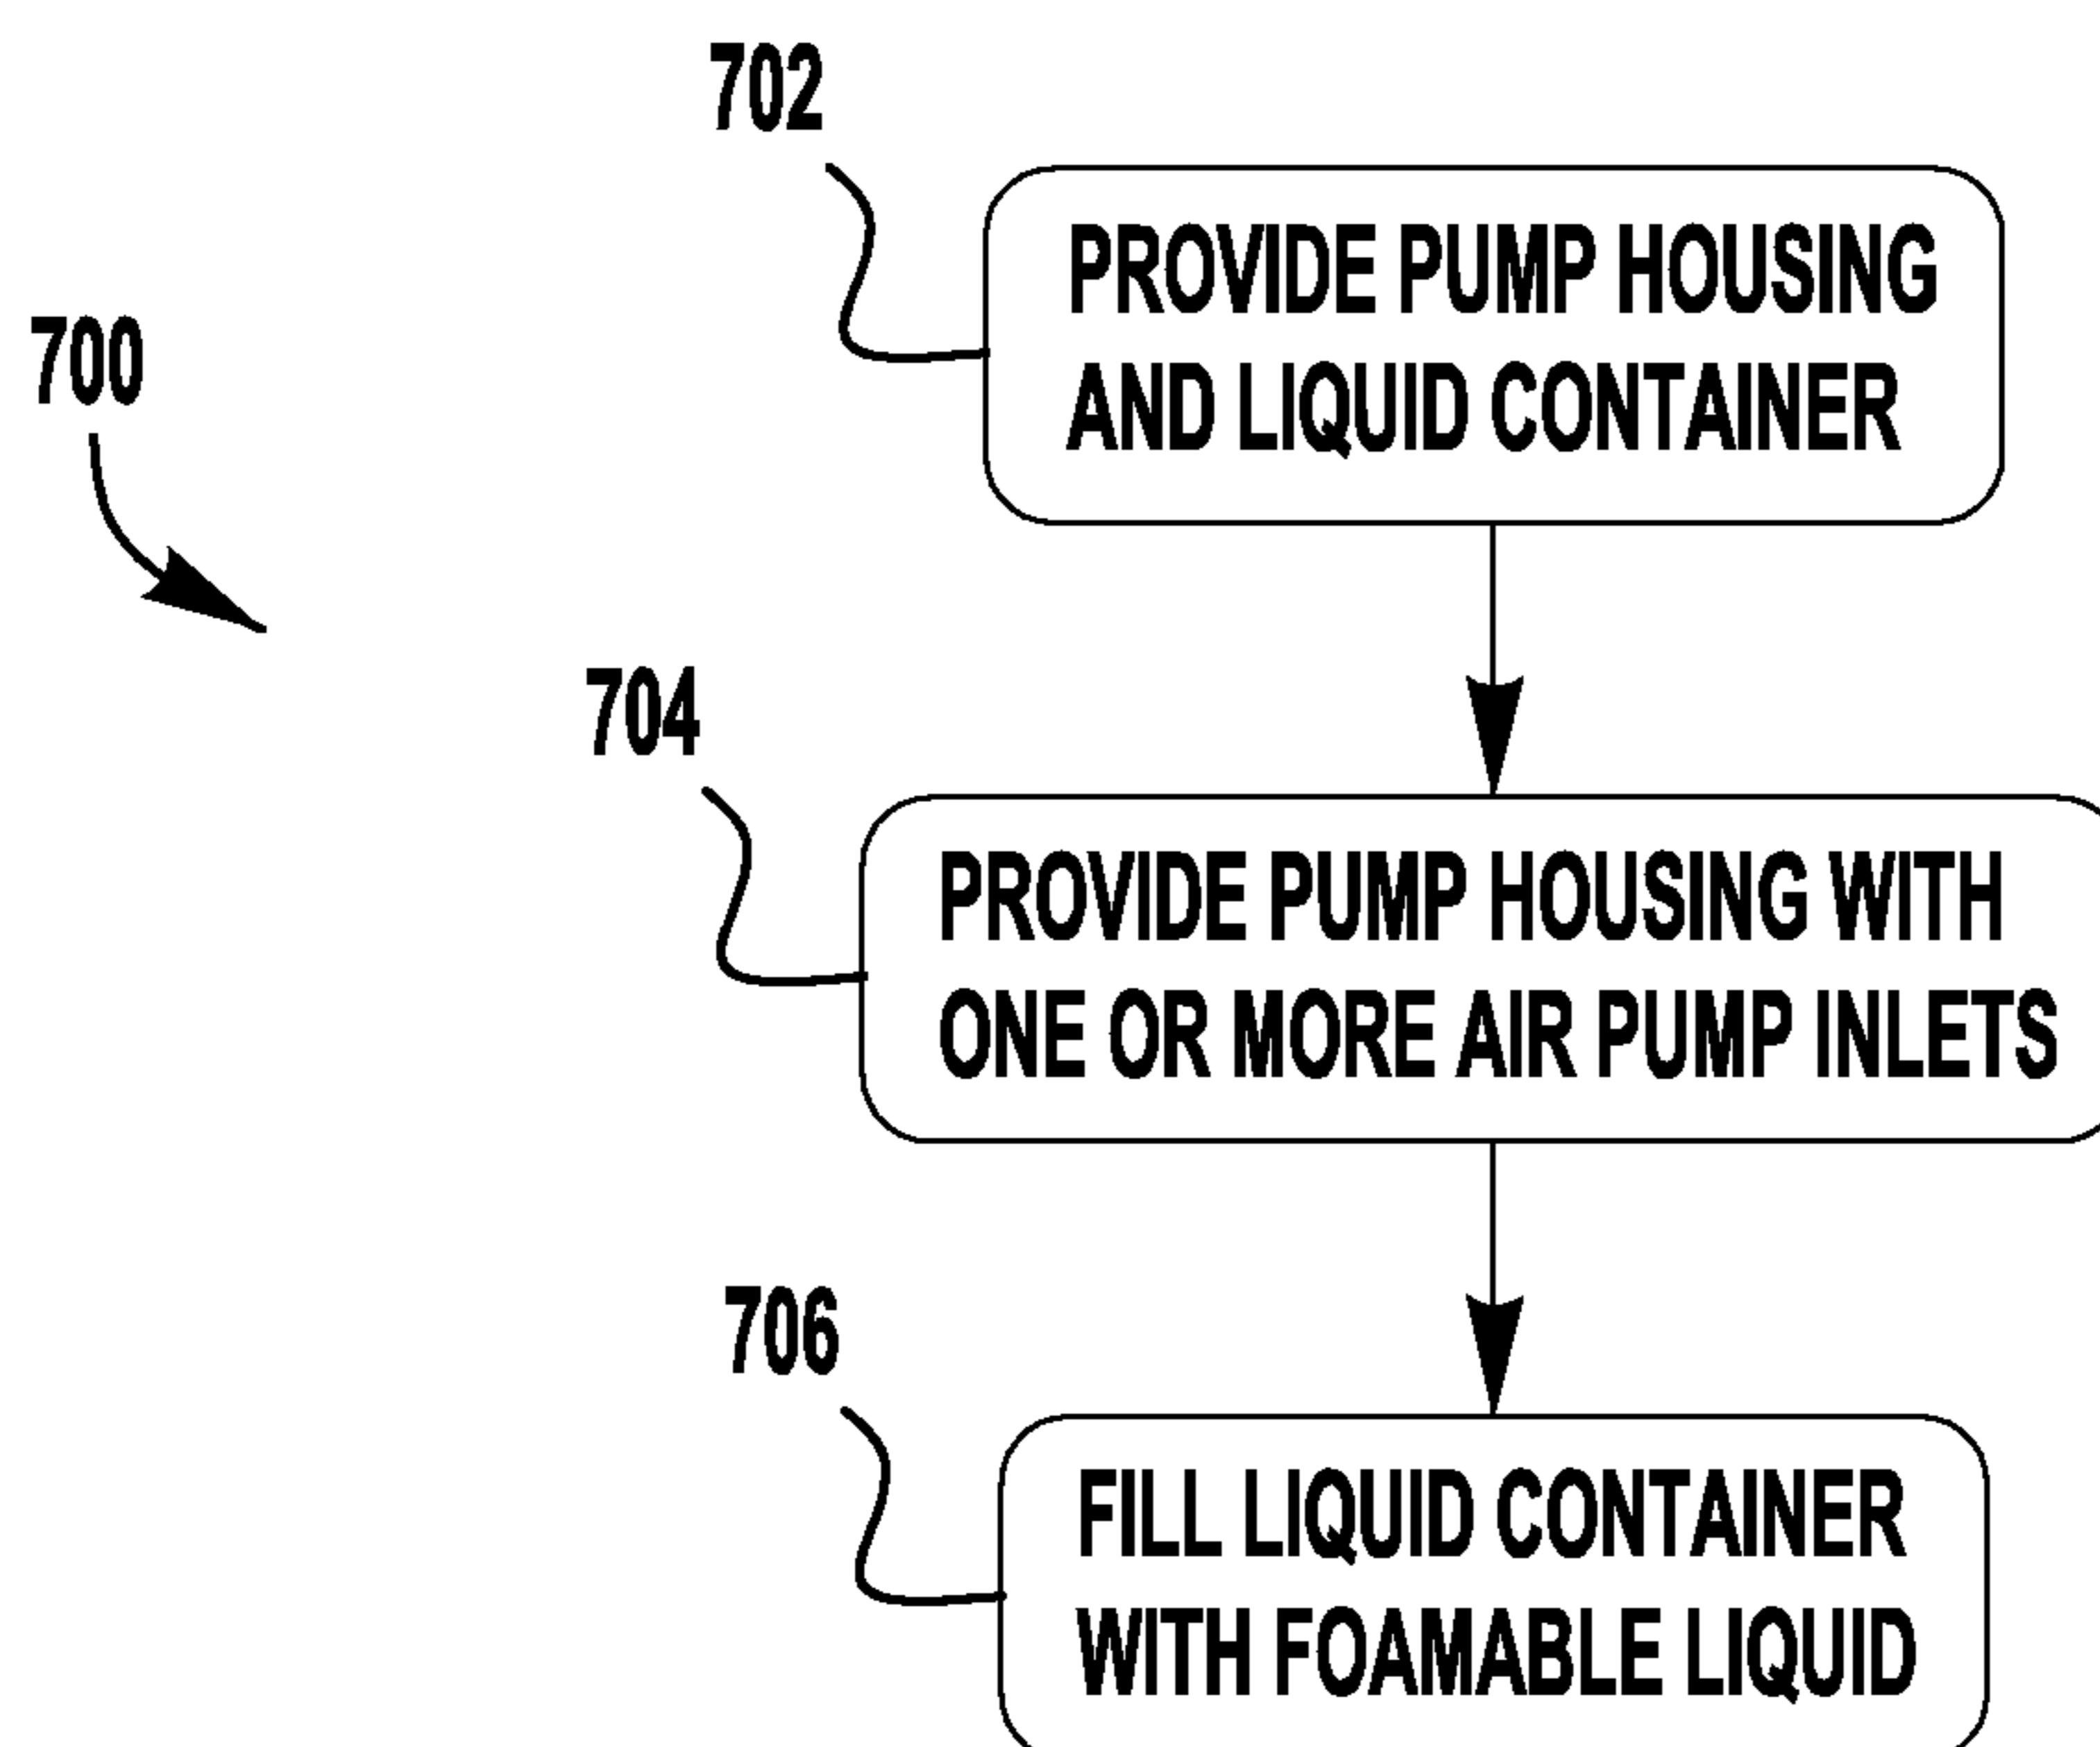 702
PROVIDE PUMP HOUSING
AND LIQUID CONTAINER
700
704
PROVIDE PUMP HOUSING WITH
ONE OR MORE AIR PUMP INLETS
706
FILL LIQUID CONTAINER
WITH FOAMABLE LIQUID